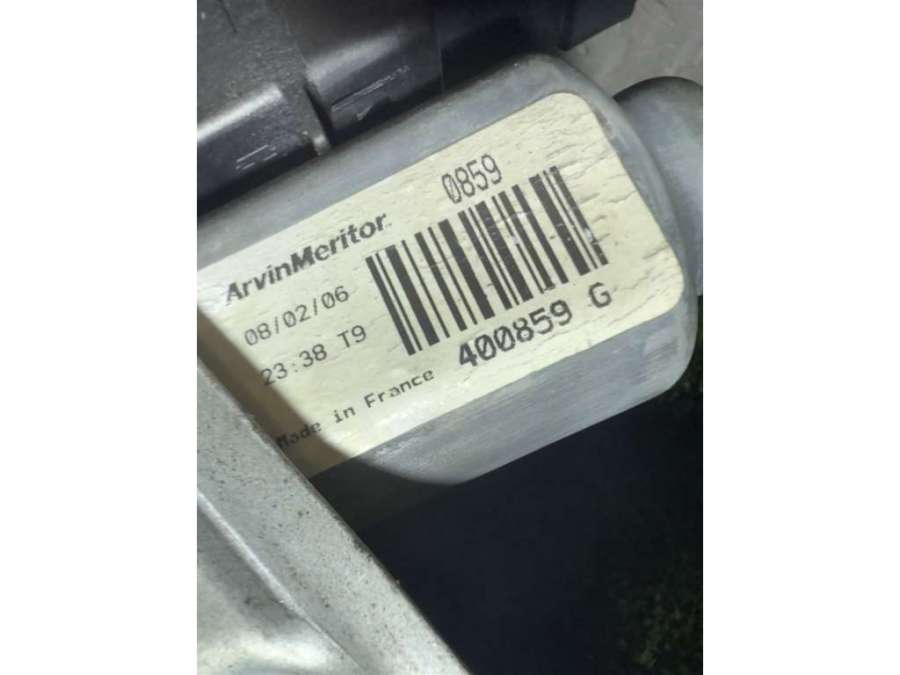 0859
ArvinMeritor
08/02/06
23:38 T9
400859 G
Made in France